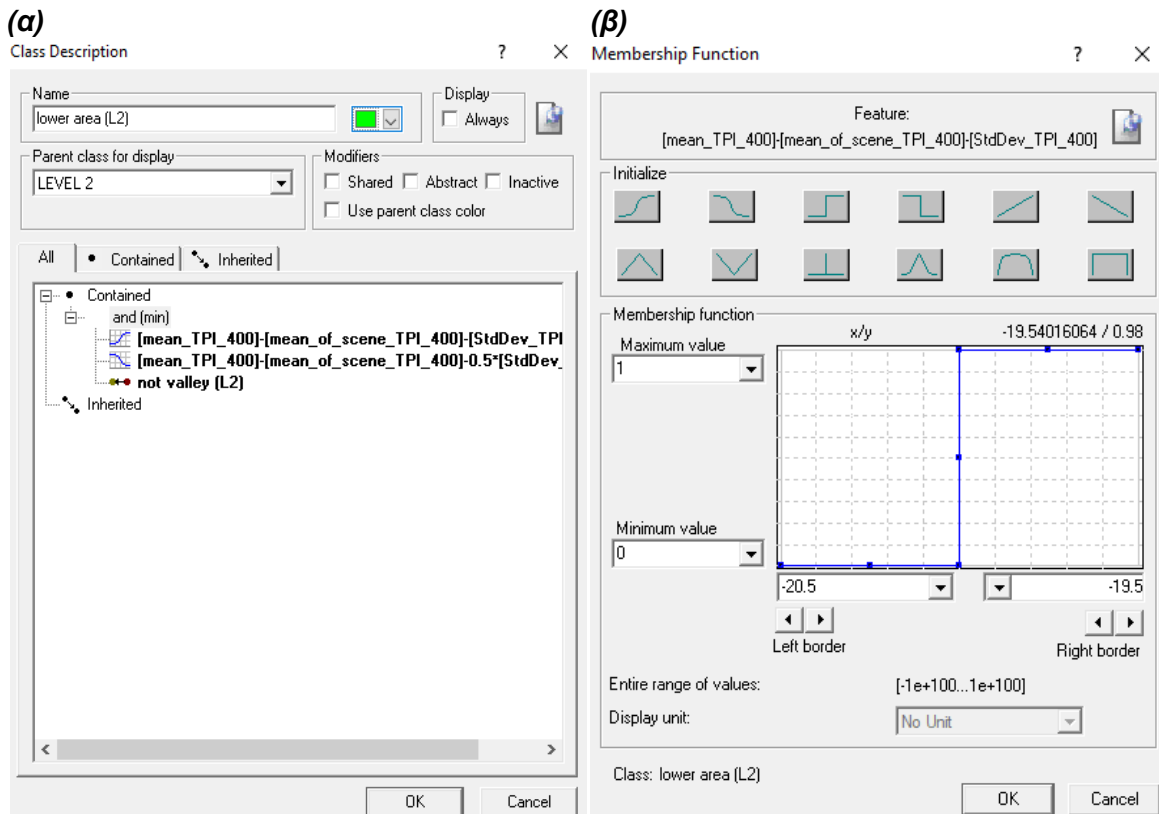 (α)
Class Description
?
Name
lower area (L2)
Display
Always
Parent class for display
LEVEL 2
Modifiers
Shared
Abstract
Inactive
Use parent class color
All
Contained
Inherited
Contained
and (min)
[mean_TPI_400]-[mean_of_scene_TPI_400]-[StdDev_TPI
[mean_TPI_400]-[mean_of_scene_TPI_400]-0.5*[StdDev_
not valley (L2)
Inherited
OK
Cancel
(β)
Membership Function
?
Feature:
[mean_TPI_400]-[mean_of_scene_TPI_400]-[StdDev_TPI_400]
Initialize
Membership function
x/y
-19.54016064 / 0.98
Maximum value
1
Minimum value
0
-20.5
-19.5
Left border
Right border
Entire range of values:
[-1e+100...1e+100]
Display unit:
No Unit
Class: lower area (L2)
OK
Cancel